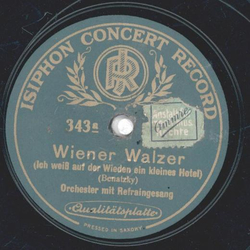 ISIPHON CONCERT RECORD
343a
Wiener Walzer
(Ich weiß auf der Wieden ein kleines Hotel)
(Benatzky)
Orchester mit Refraingesang
Qualitätsplatte
PRESSED IN SAXONY